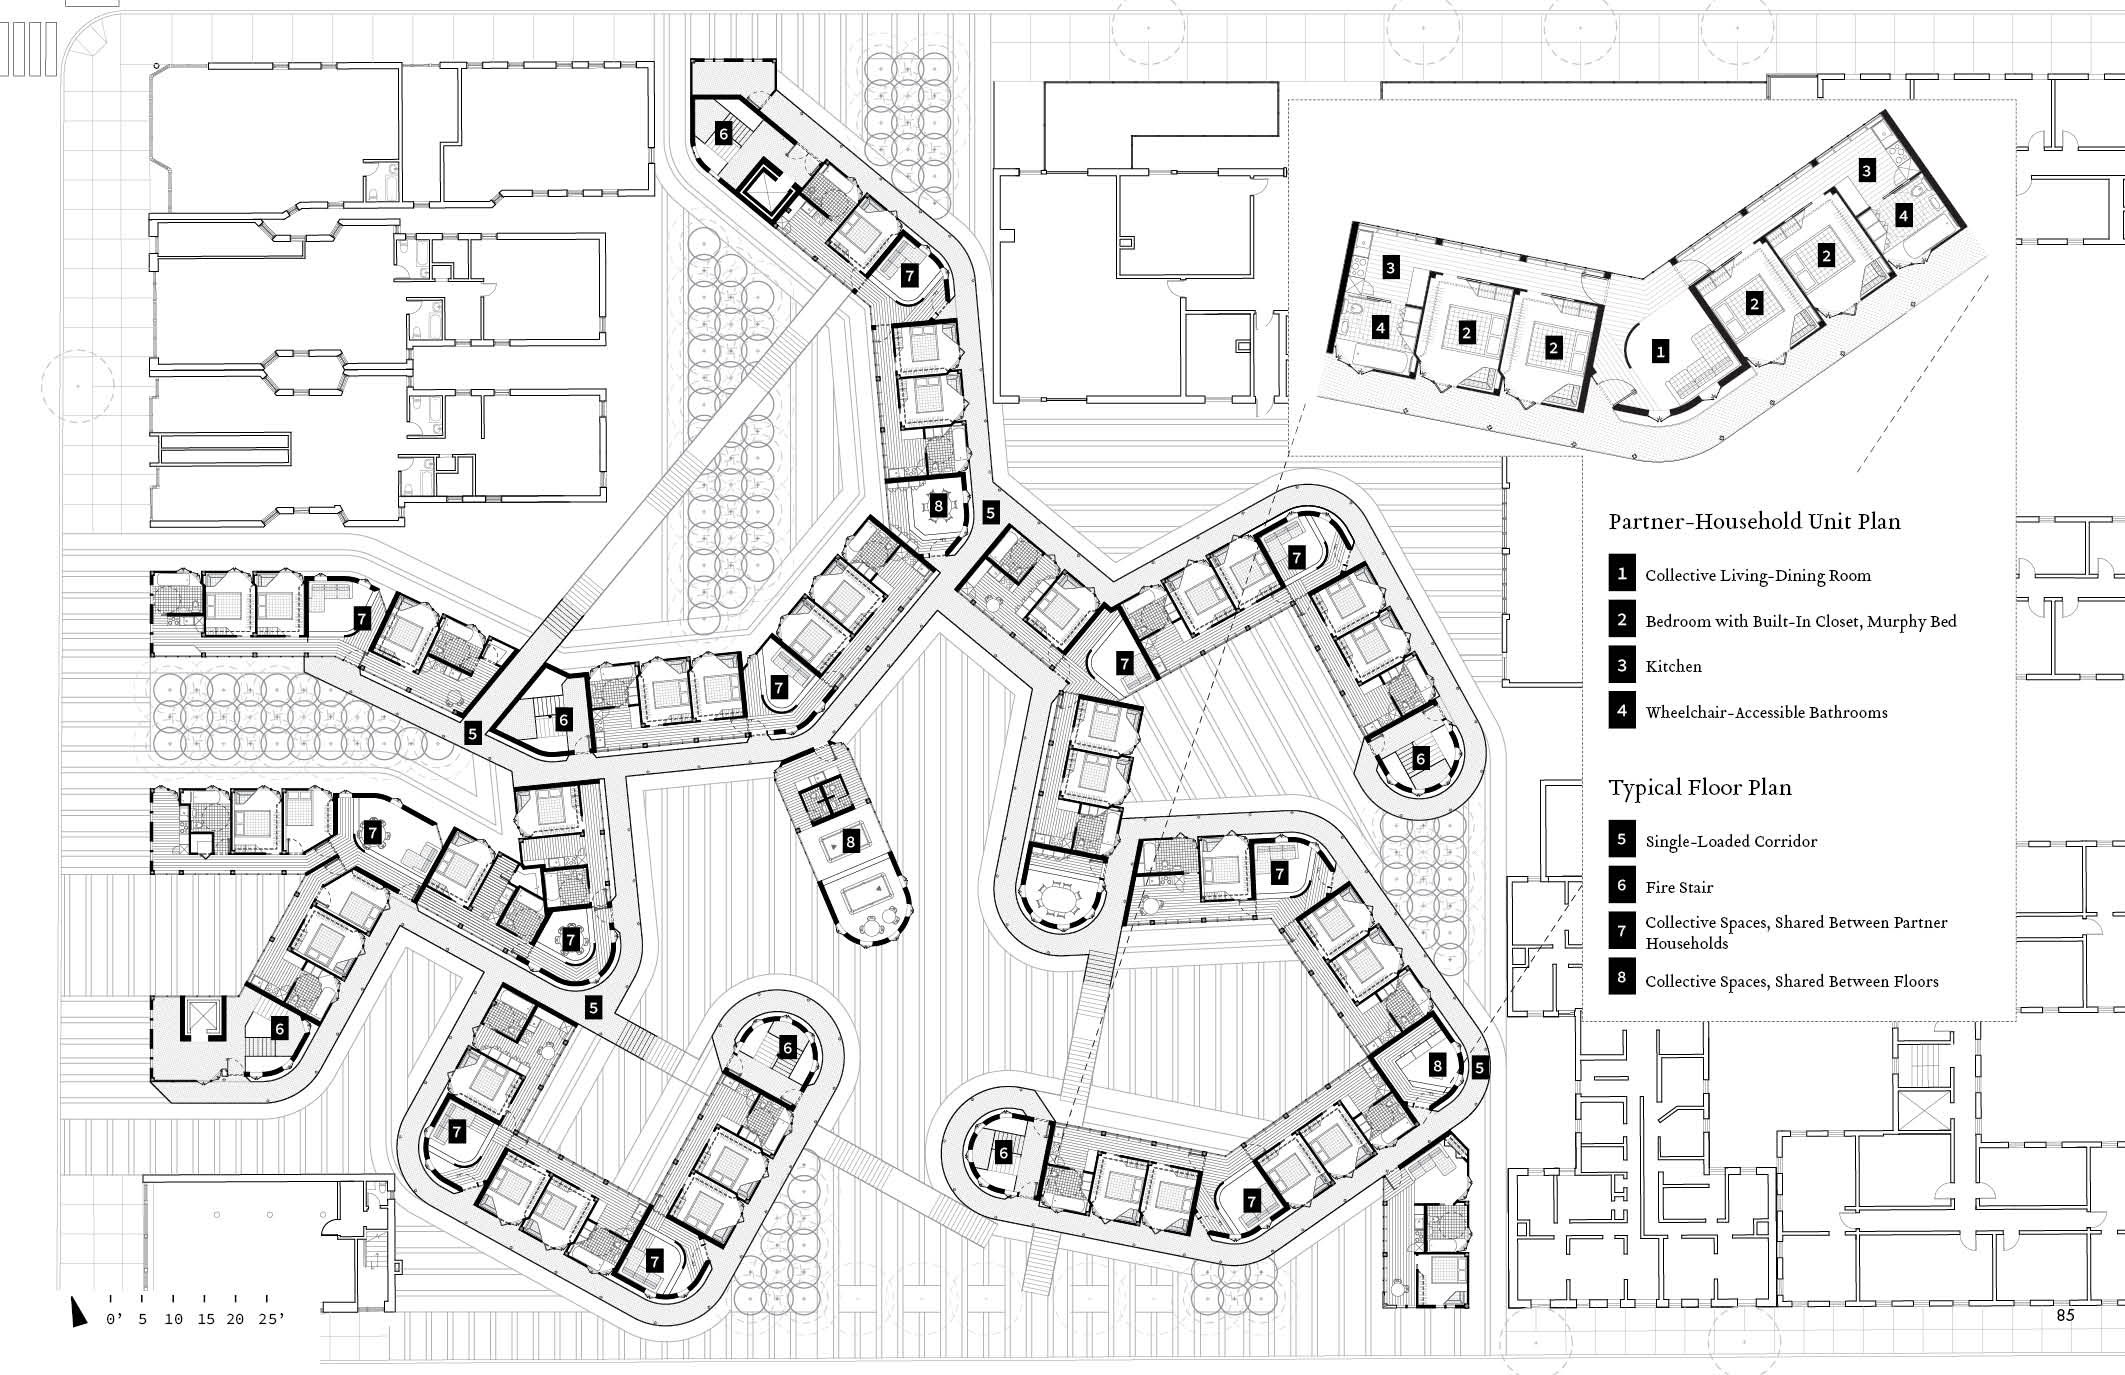 6
7
8
5
7
6
7
5
6
7
7
8
7
7
5
6
6
7
7
6
7
6
7
8
5
3
4
2
2
1
2
2
3
4
Partner-Household Unit Plan
1 Collective Living-Dining Room
2 Bedroom with Built-In Closet, Murphy Bed
3 Kitchen
4 Wheelchair-Accessible Bathrooms
Typical Floor Plan
5 Single-Loaded Corridor
6 Fire Stair
7 Collective Spaces, Shared Between Partner
Households
8 Collective Spaces, Shared Between Floors
0’ 5 10 15 20 25’
85